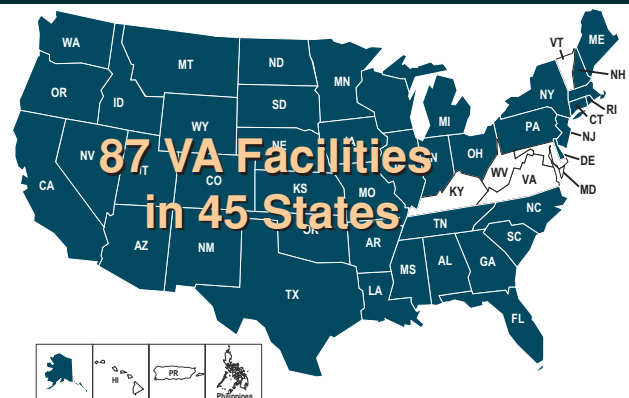 WA
MT
ND
MN
VT
ME
NH
OR
ID
SD
WY
NY
MI
RI
CT
PA
NJ
NE
IA
OH
DE
87 VA Facilities
in 45 States
NV
UT
CO
KS
MO
IN
WV
VA
MD
KY
CA
NC
TN
OK
AZ
NM
AR
SC
MS
AL
GA
TX
LA
FL
HI
PR
Philippines